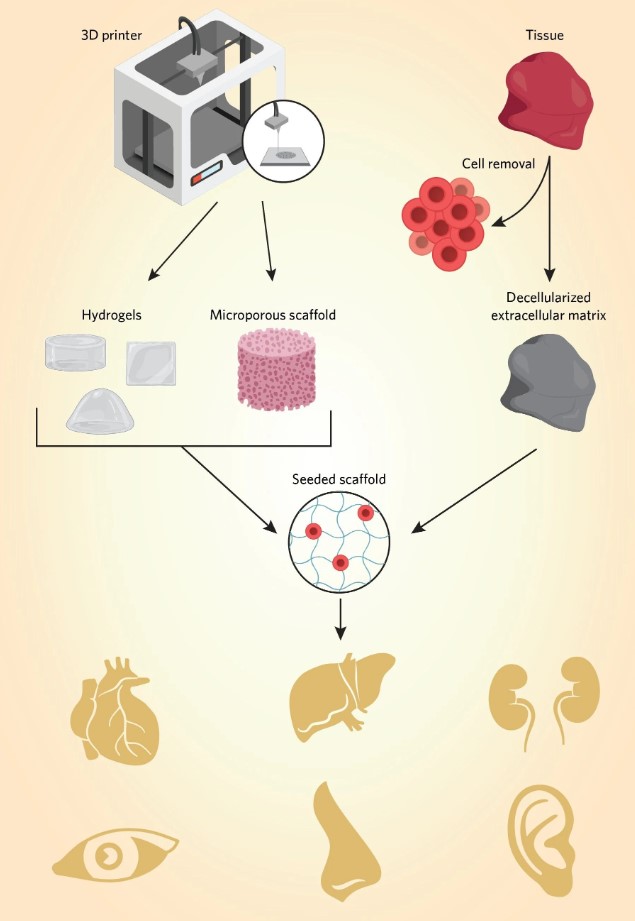 3D printer
Tissue
Cell removal
Hydrogels
Microporous scaffold
Decellularized
extracellular matrix
Seeded scaffold